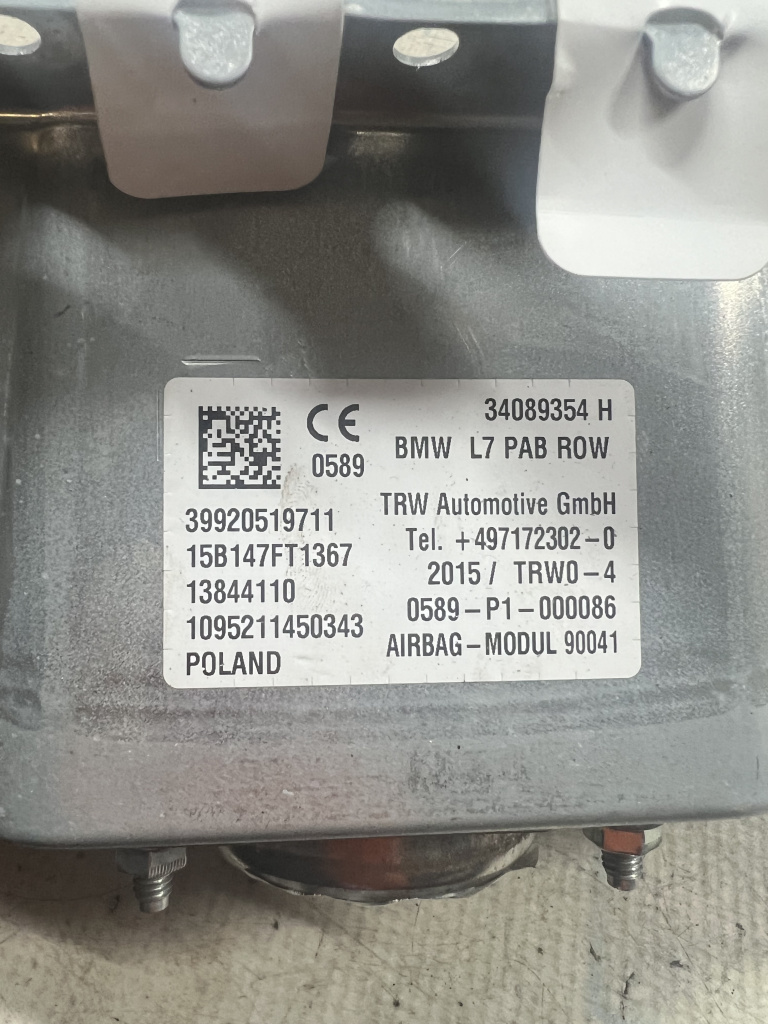 34089354 H
CE
0589
BMW L7 PAB ROW
39920519711
15B147FT1367
13844110
1095211450343
POLAND
TRW Automotive GmbH
Tel. +497172302-0
2015/ TRW0-4
0589-P1-000086
AIRBAG-MODUL 90041